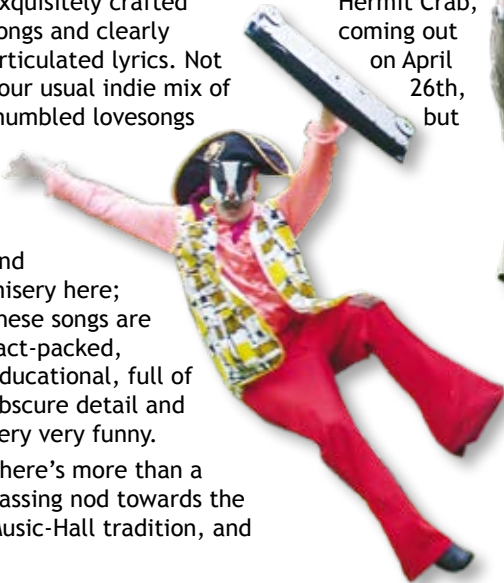 exquisitely crafted
songs and clearly
articulated lyrics. Not
your usual indie mix of
mumbled lovesongs
and
misery here;
these songs are
fact-packed,
educational, full of
obscure detail and
very very funny.
There's more than a
passing nod towards the
Music-Hall tradition, and
Hermit Crab,
coming out
on April
26th,
but